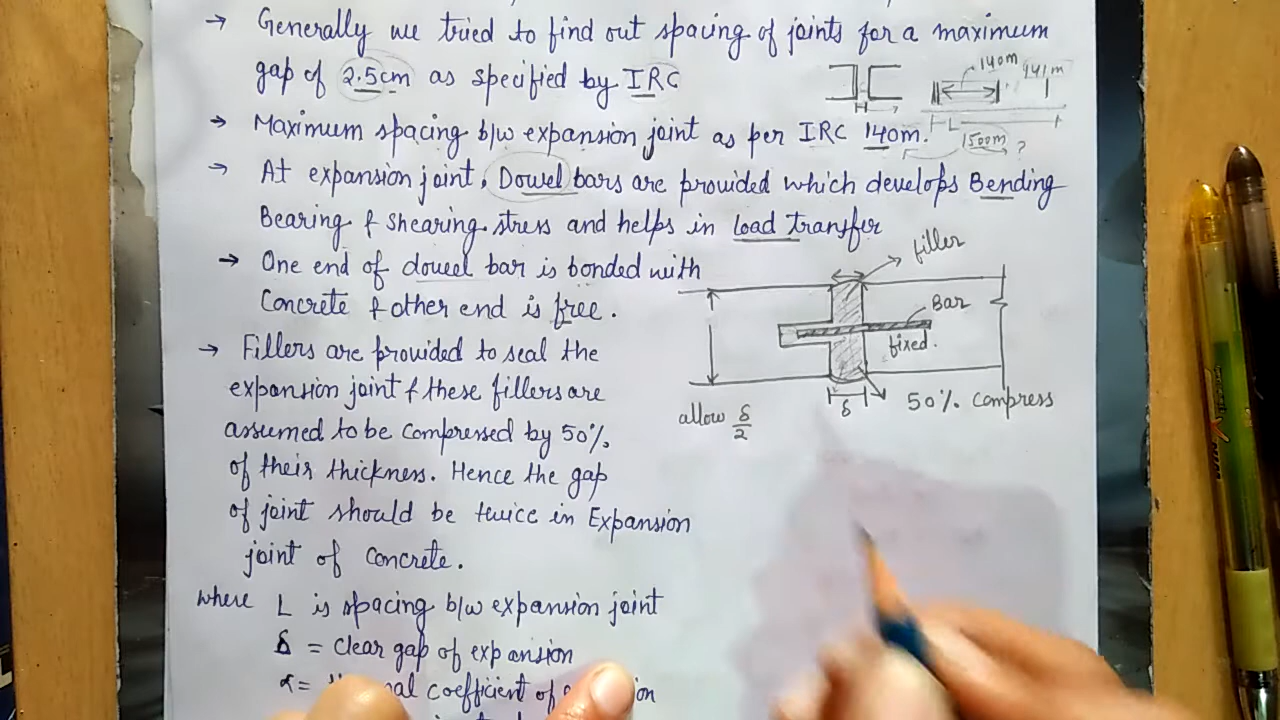 → Generally we tried to find out spacing of joints for a maximum
gap of 2.5cm as specified by IRC
140m
141m
→ Maximum spacing b/w expansion joint as per IRC 140m.
L
1500m ?
→ At expansion joint, Dowel bars are provided which develops Bending
Bearing & shearing stress and helps in load transfer
→ One end of dowel bar is bonded with
Concrete & other end is free.
filler
Bar
fixed.
δ
50% compress
allow δ/2
→ Fillers are provided to seal the
expansion joint & these fillers are
assumed to be compressed by 50%
of their thickness. Hence the gap
of joint should be twice in Expansion
joint of concrete.
where L is spacing b/w expansion joint
δ = clear gap of expansion
α = coefficient of